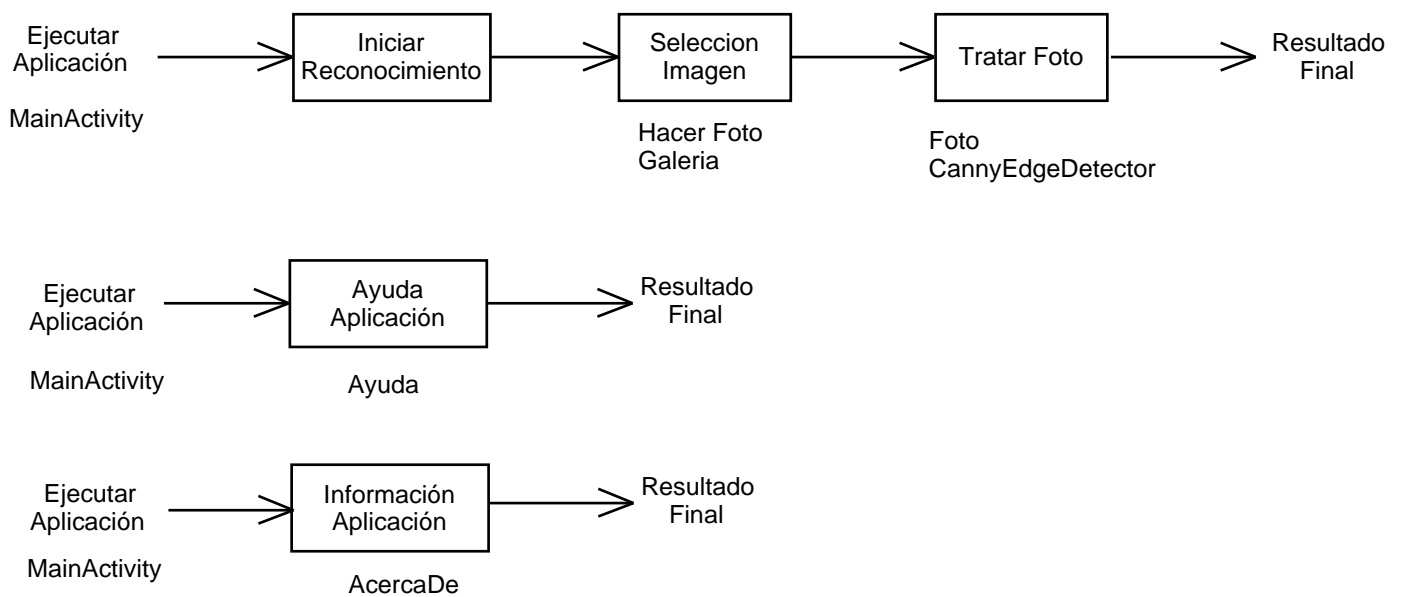 Ejecutar
Aplicación
MainActivity
Iniciar
Reconocimiento
Seleccion
Imagen
Hacer Foto
Galeria
Tratar Foto
Foto
CannyEdgeDetector
Resultado
Final
Ejecutar
Aplicación
MainActivity
Ayuda
Aplicación
Ayuda
Resultado
Final
Ejecutar
Aplicación
MainActivity
Información
Aplicación
AcercaDe
Resultado
Final